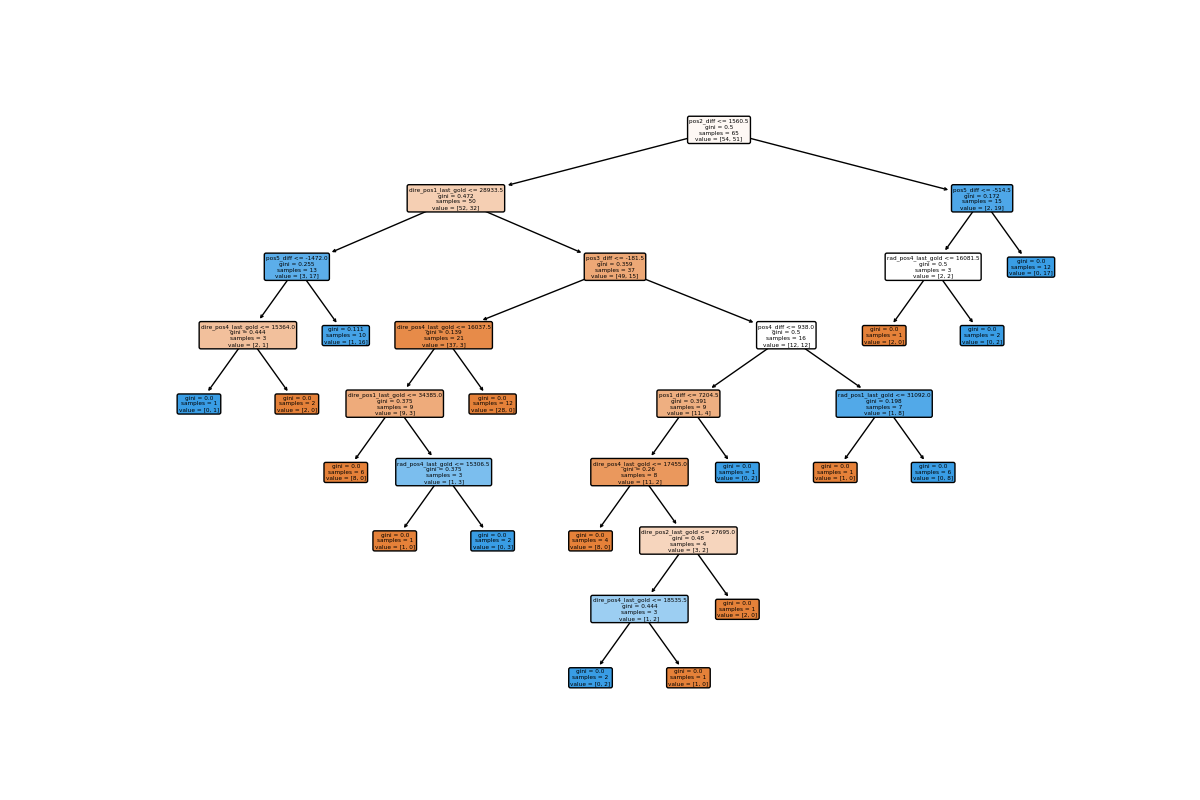 pos2_diff <= 1560.5
gini = 0.5
samples = 65
value = [54, 51]
dire_pos1_last_gold <= 28933.5
gini = 0.472
samples = 50
value = [52, 32]
pos5_diff <= -514.5
gini = 0.172
samples = 15
value = [2, 19]
pos5_diff <= -1472.0
gini = 0.255
samples = 13
value = [3, 17]
pos3_diff <= -181.5
gini = 0.359
samples = 37
value = [49, 15]
rad_pos4_last_gold <= 16081.5
gini = 0.5
samples = 3
value = [2, 2]
gini = 0.0
samples = 12
value = [0, 17]
dire_pos4_last_gold <= 15364.0
gini = 0.444
samples = 3
value = [2, 1]
gini = 0.111
samples = 10
value = [1, 16]
dire_pos4_last_gold <= 16037.5
gini = 0.139
samples = 21
value = [37, 3]
pos4_diff <= 938.0
gini = 0.5
samples = 16
value = [12, 12]
gini = 0.0
samples = 1
value = [2, 0]
gini = 0.0
samples = 2
value = [0, 2]
gini = 0.0
samples = 1
value = [0, 1]
gini = 0.0
samples = 2
value = [2, 0]
dire_pos1_last_gold <= 34385.0
gini = 0.375
samples = 9
value = [9, 3]
gini = 0.0
samples = 12
value = [28, 0]
pos1_diff <= 7204.5
gini = 0.391
samples = 9
value = [11, 4]
rad_pos1_last_gold <= 31092.0
gini = 0.198
samples = 7
value = [1, 8]
gini = 0.0
samples = 6
value = [8, 0]
rad_pos4_last_gold <= 15306.5
gini = 0.375
samples = 3
value = [1, 3]
dire_pos4_last_gold <= 17455.0
gini = 0.26
samples = 8
value = [11, 2]
gini = 0.0
samples = 1
value = [0, 2]
gini = 0.0
samples = 1
value = [1, 0]
gini = 0.0
samples = 6
value = [0, 8]
gini = 0.0
samples = 1
value = [1, 0]
gini = 0.0
samples = 2
value = [0, 3]
gini = 0.0
samples = 4
value = [8, 0]
dire_pos2_last_gold <= 27695.0
gini = 0.48
samples = 4
value = [3, 2]
dire_pos4_last_gold <= 18535.5
gini = 0.444
samples = 3
value = [1, 2]
gini = 0.0
samples = 1
value = [2, 0]
gini = 0.0
samples = 2
value = [0, 2]
gini = 0.0
samples = 1
value = [1, 0]